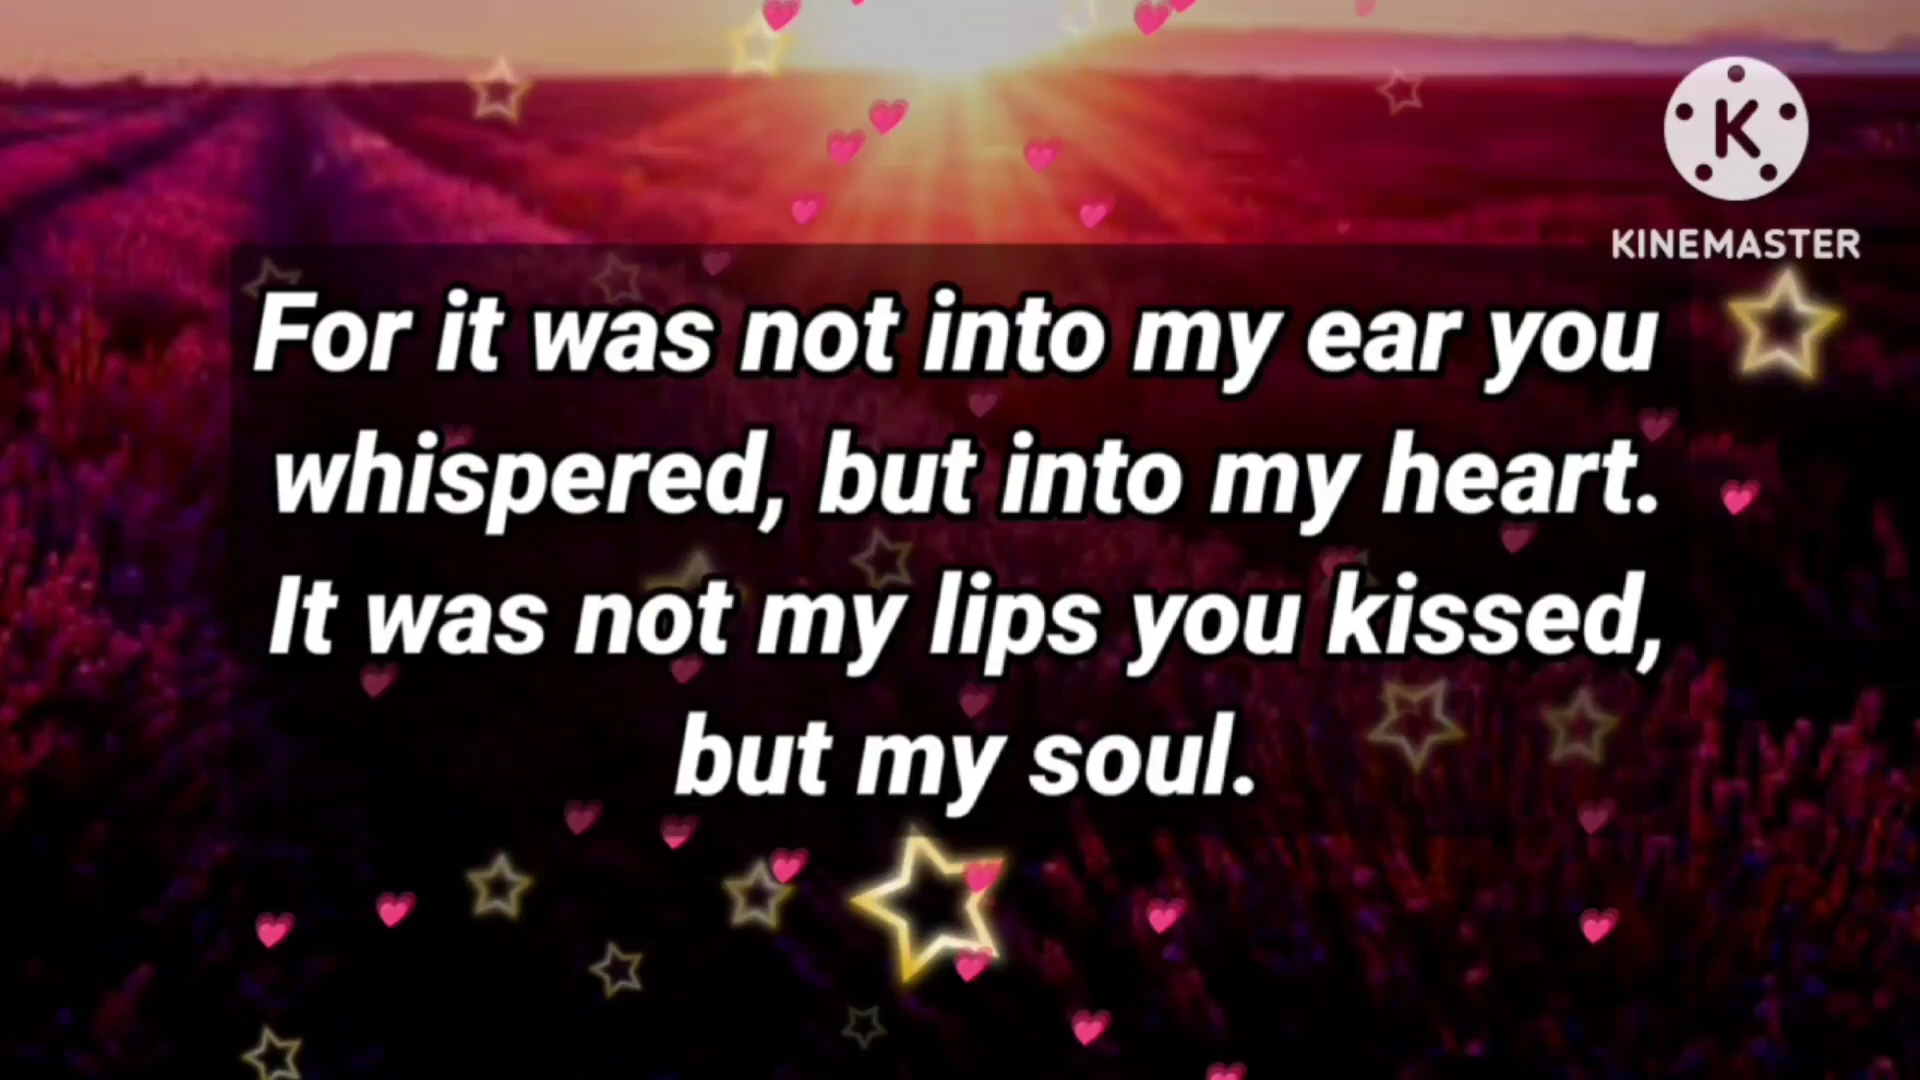 K
KINEMASTER
For it was not into my ear you
whispered, but into my heart.
It was not my lips you kissed,
but my soul.